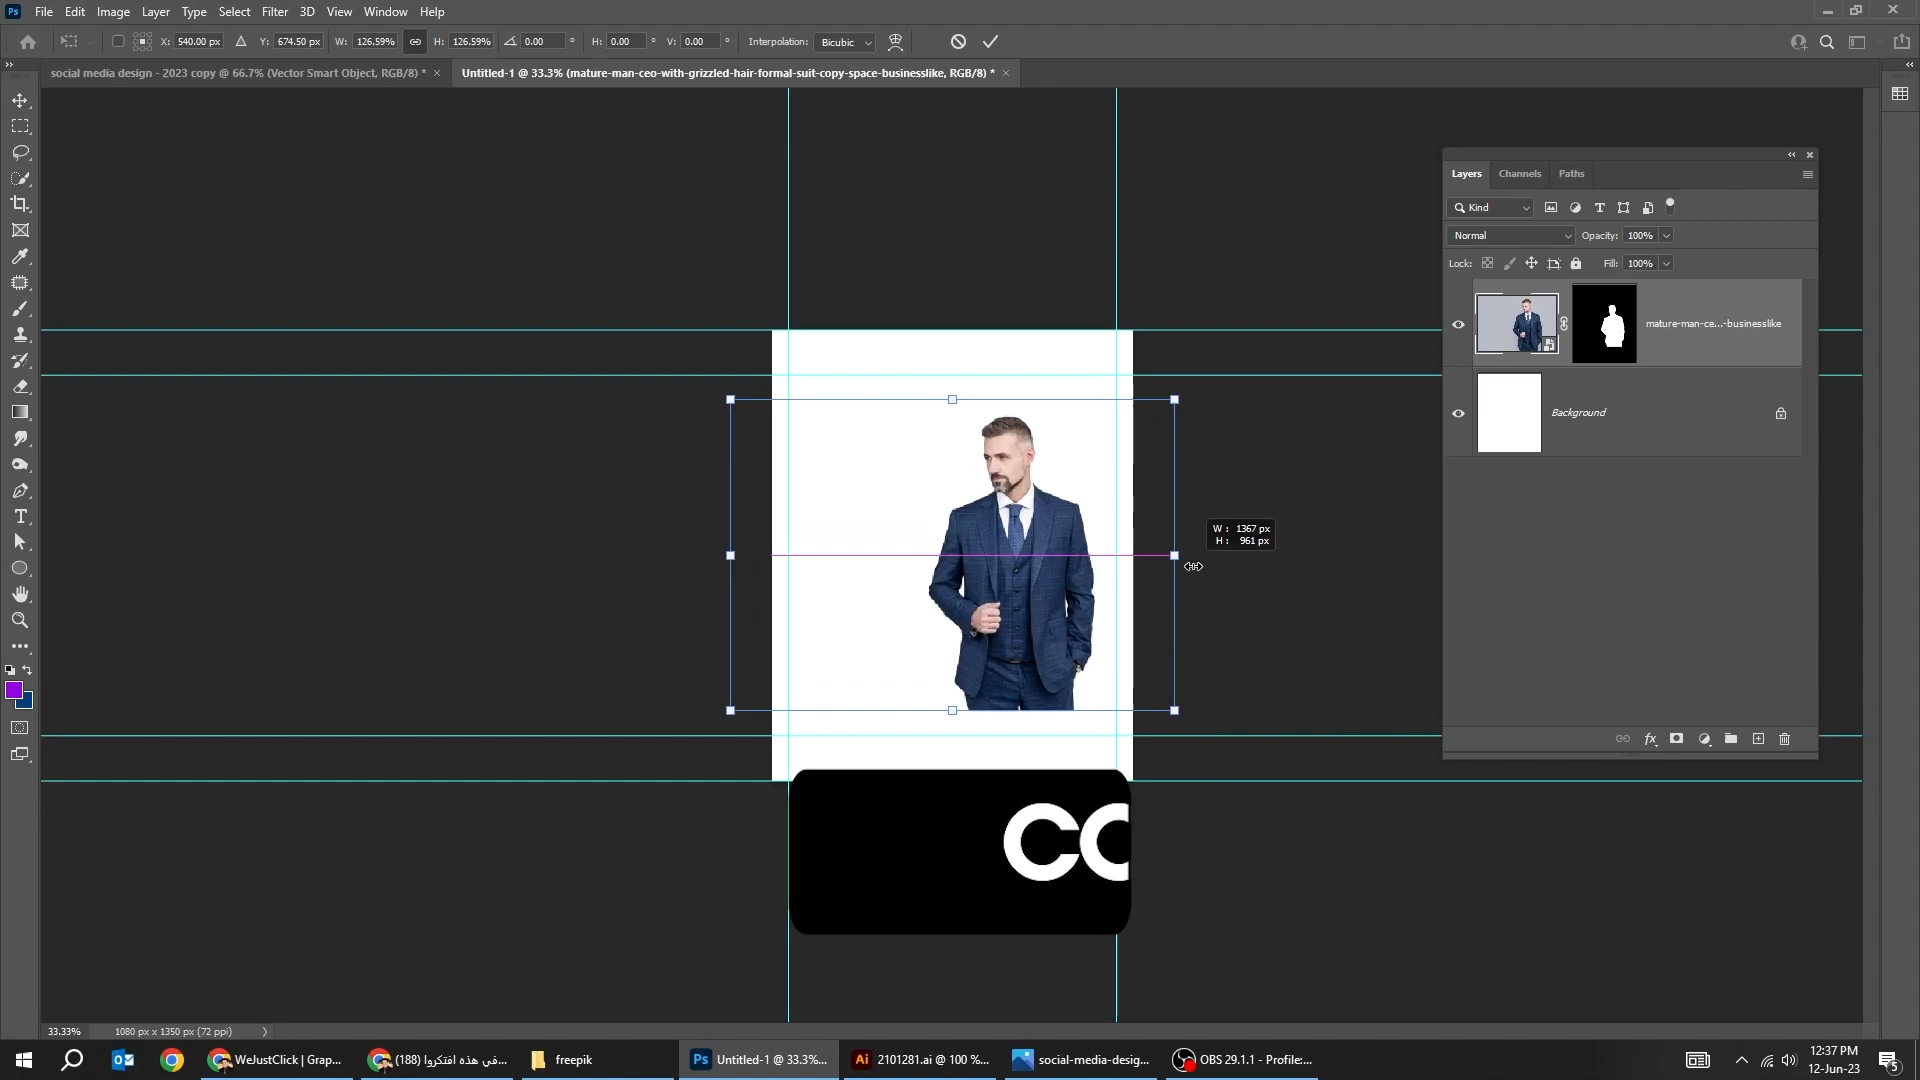 Ps File Edit Image Layer Type Select Filter 3D View Window Help
X: 540.00 px Y: 674.50 px W: 126.59% H: 126.59% 0.00 ° H: 0.00 ° V: 0.00 ° Interpolation: Bicubic
social media design - 2023 copy @ 66.7% (Vector Smart Object, RGB/8) * ×
Untitled-1 @ 33.3% (mature-man-ceo-with-grizzled-hair-formal-suit-copy-space-businesslike, RGB/8) * ×
Layers Channels Paths
Kind
Normal Opacity: 100%
Lock: Fill: 100%
mature-man-ce...-businesslike
Background
W : 1367 px
H : 961 px
CC
33.33% 1080 px x 1350 px (72 ppi)
WeJustClick | Grap...
(188) في هذه افتكروا...
freepik
Ps Untitled-1 @ 33.3%...
Ai 2101281.ai @ 100 %...
social-media-desig...
OBS 29.1.1 - Profile:...
12:37 PM
12-Jun-23
5